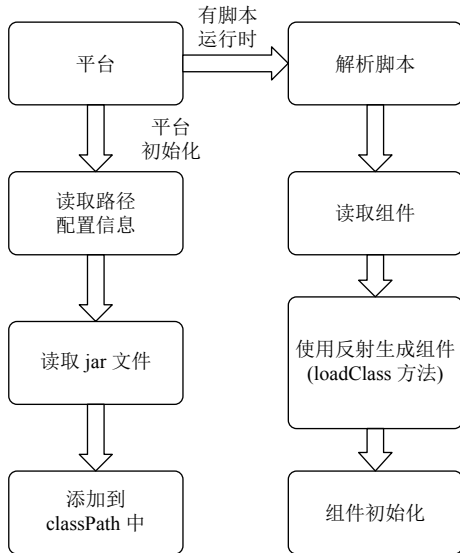 有脚本
运行时
平台
解析脚本
平台
初始化
读取路径
配置信息
读取组件
读取 jar 文件
使用反射生成组件
(loadClass 方法)
添加到
classPath 中
组件初始化